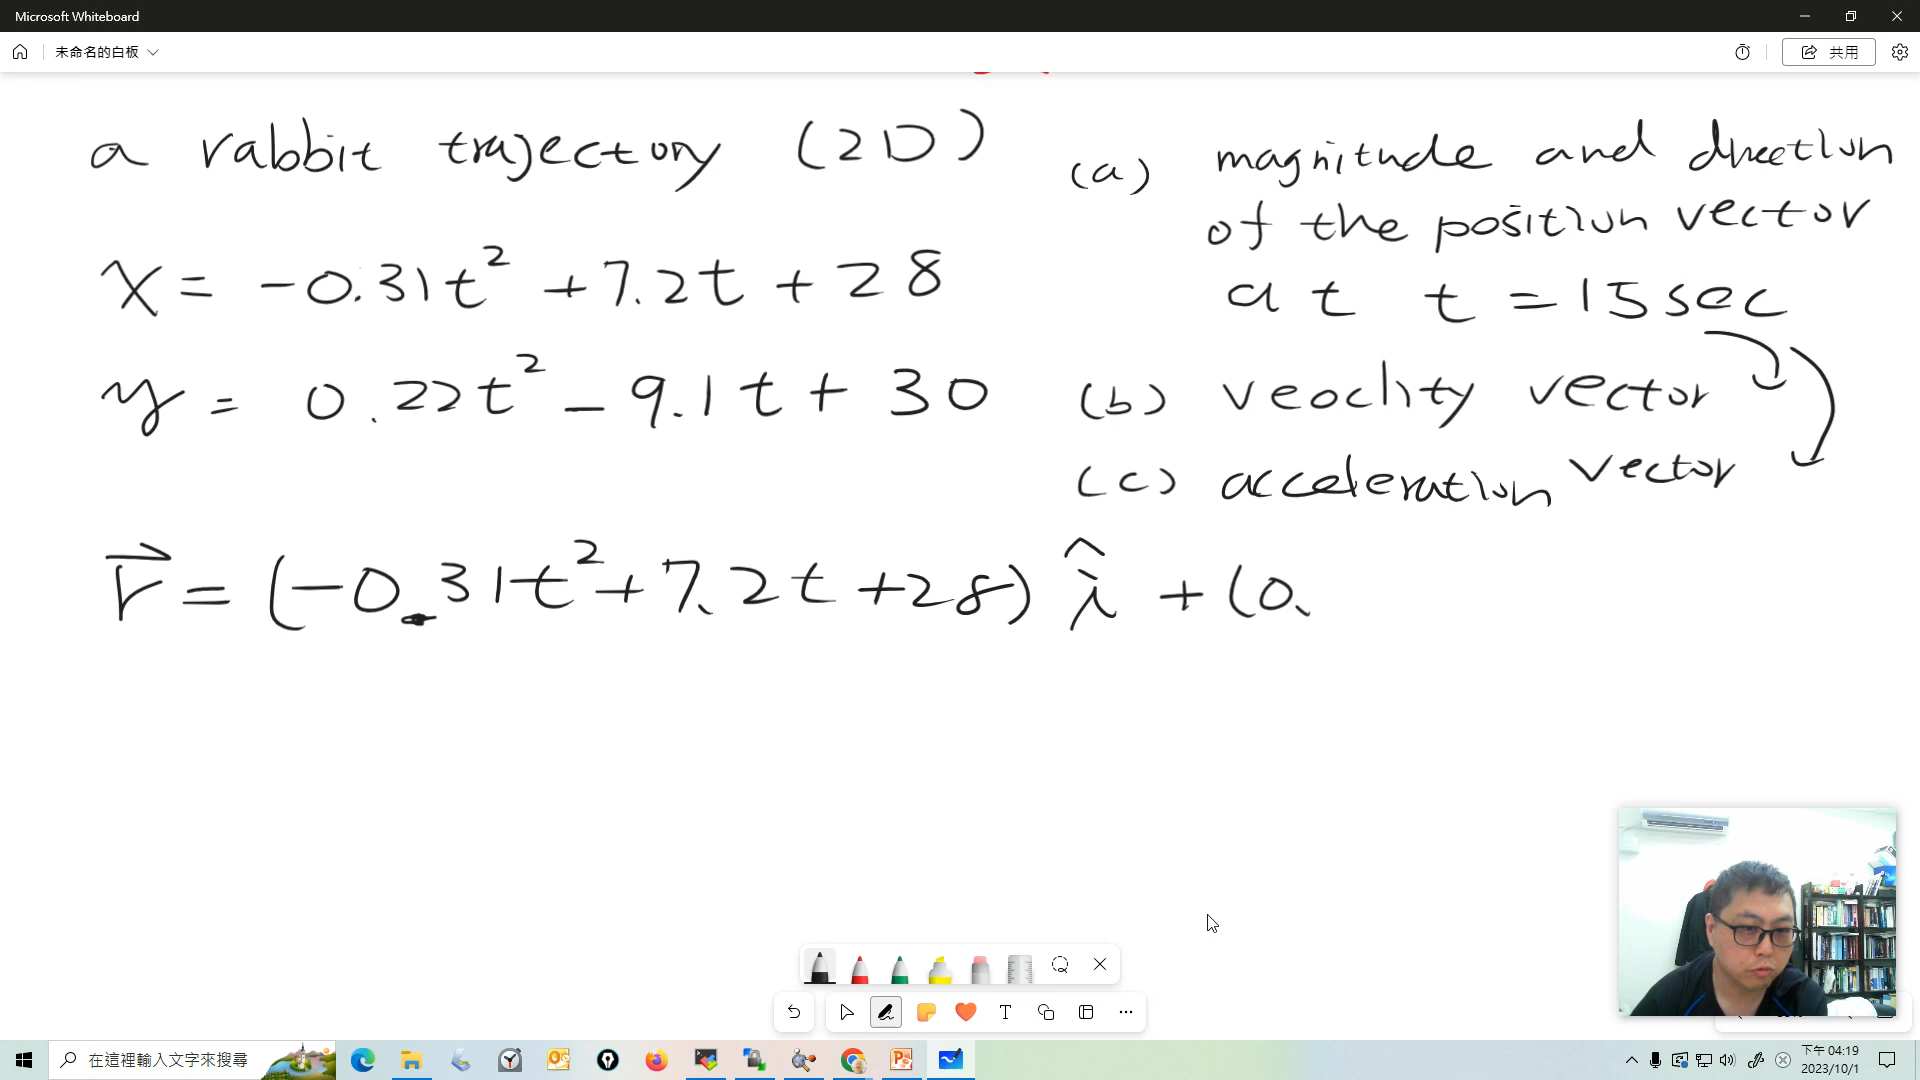 Microsoft Whiteboard
未命名的白板
共用
a rabbit trajectory (2D)
x = -0.31t² + 7.2t + 28
y = 0.22t² - 9.1t + 30
(a) magnitude and direction
of the position vector
at t = 15 sec
(b) veoclity vector
(c) acceleration vector
r⃗ = (-0.31t² + 7.2t + 28) î + (0.
在這裡輸入文字來搜尋
下午 04:19
2023/10/1